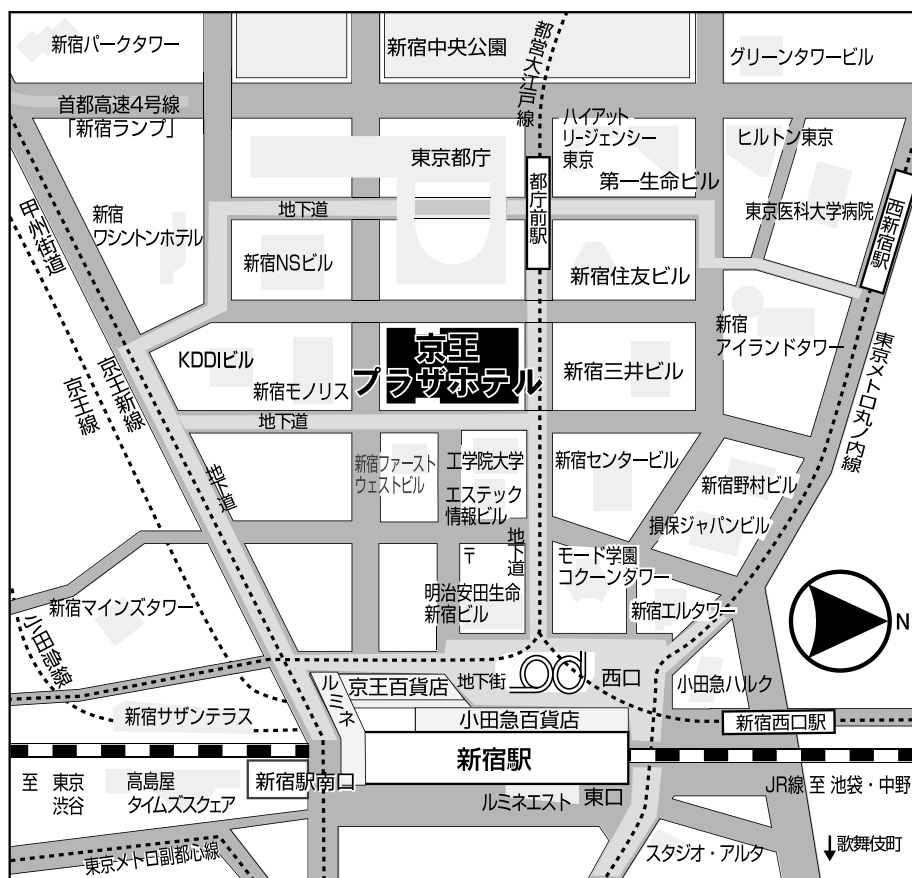 新宿パークタワー
新宿中央公園
都営大江戸線
グリーンタワービル
首都高速4号線
「新宿ランプ」
ハイアット
リージェンシー
東京
ヒルトン東京
東京都庁
都庁前駅
第一生命ビル
西新宿駅
甲州街道
新宿
ワシントンホテル
地下道
東京医科大学病院
新宿NSビル
新宿住友ビル
新宿
アイランドタワー
東京メトロ丸ノ内線
KDDIビル
新宿モノリス
京王
プラザホテル
新宿三井ビル
京王新線
京王線
地下道
地下道
新宿ファースト
ウェストビル
工学院大学
エステック
情報ビル
新宿センタービル
新宿野村ビル
損保ジャパンビル
地下道
〒
モード学園
コクーンタワー
明治安田生命
新宿ビル
新宿エルタワー
N
新宿マインズタワー
小田急線
ルミネ
京王百貨店
地下街
西口
小田急ハルク
新宿サザンテラス
小田急百貨店
新宿西口駅
新宿駅
至 東京
渋谷
高島屋
タイムズスクェア
新宿駅南口
ルミネエスト
東口
JR線 至 池袋・中野
東京メトロ副都心線
スタジオ・アルタ
↓歌舞伎町